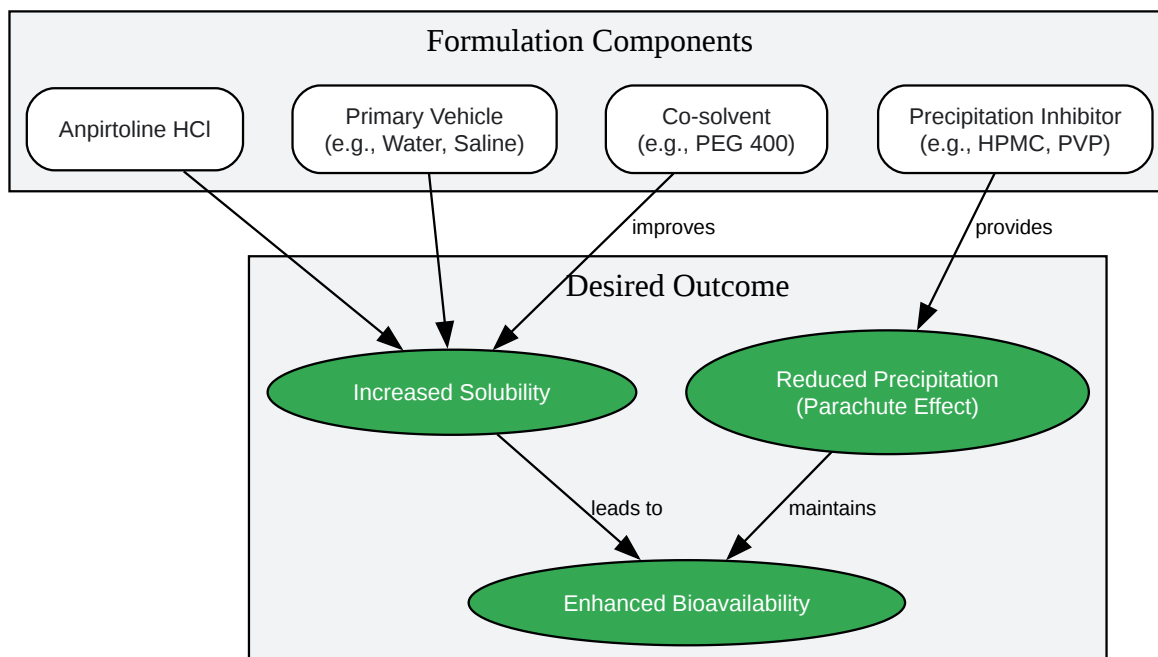 Formulation Components
Anpirtoline HCl
Primary Vehicle
(e.g., Water, Saline)
Co-solvent
(e.g., PEG 400)
Precipitation Inhibitor
(e.g., HPMC, PVP)
improves
provides
Desired Outcome
Increased Solubility
Reduced Precipitation
(Parachute Effect)
leads to
maintains
Enhanced Bioavailability